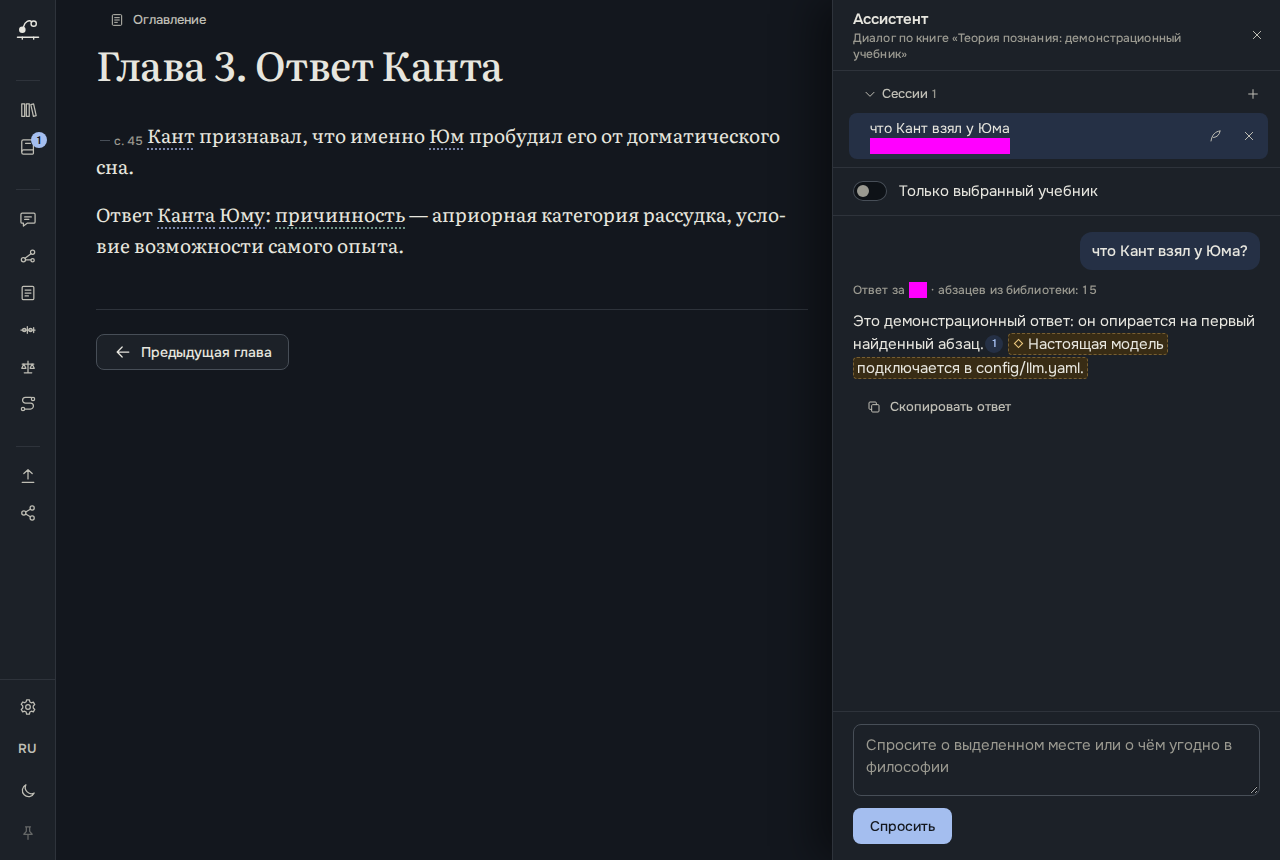 Оглавление
Глава 3. Ответ Канта
— с. 45 Кант признавал, что именно Юм пробудил его от догматического
сна.
Ответ Канта Юму: причинность — априорная категория рассудка, усло-
вие возможности самого опыта.
Предыдущая глава
1
RU
Ассистент
Диалог по книге «Теория познания: демонстрационный
учебник»
Сессии 1
что Кант взял у Юма
Только выбранный учебник
что Кант взял у Юма?
Ответ за · абзацев из библиотеки: 15
Это демонстрационный ответ: он опирается на первый
найденный абзац. 1 Настоящая модель
подключается в config/llm.yaml.
Скопировать ответ
Спросите о выделенном месте или о чём угодно в
философии
Спросить